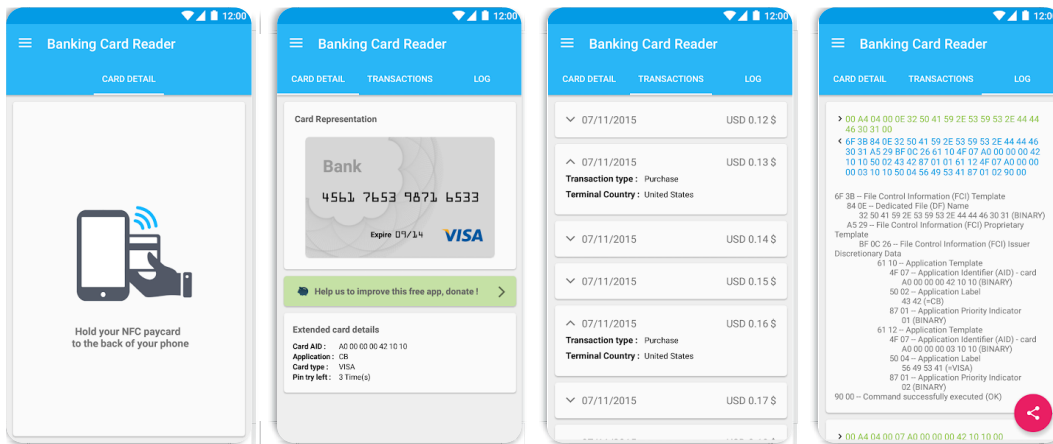 12:00
Banking Card Reader
CARD DETAIL
Hold your NFC paycard
to the back of your phone
12:00
Banking Card Reader
CARD DETAIL TRANSACTIONS LOG
Card Representation
Bank
4561 7653 9871 6533
Expire 09/14 VISA
Help us to improve this free app, donate !
Extended card details
Card AID : A0 00 00 00 42 10 10
Application : CB
Card type : VISA
Pin try left : 3 Time(s)
12:00
Banking Card Reader
CARD DETAIL TRANSACTIONS LOG
07/11/2015 USD 0.12 $
07/11/2015 USD 0.13 $
Transaction type : Purchase
Terminal Country : United States
07/11/2015 USD 0.14 $
07/11/2015 USD 0.15 $
07/11/2015 USD 0.16 $
Transaction type : Purchase
Terminal Country : United States
07/11/2015 USD 0.17 $
12:00
Banking Card Reader
CARD DETAIL TRANSACTIONS LOG
> 00 A4 04 00 0E 32 50 41 59 2E 53 59 53 2E 44 44
46 30 31 00
< 6F 3B 84 0E 32 50 41 59 2E 53 59 53 2E 44 44 46
30 31 A5 29 BF 0C 26 61 10 4F 07 A0 00 00 00 42
10 10 50 02 43 42 87 01 01 61 12 4F 07 A0 00 00
00 03 10 10 50 04 56 49 53 41 87 01 02 90 00
6F 3B -- File Control Information (FCI) Template
84 0E -- Dedicated File (DF) Name
32 50 41 59 2E 53 59 53 2E 44 44 46 30 31 (BINARY)
A5 29 -- File Control Information (FCI) Proprietary
Template
BF 0C 26 -- File Control Information (FCI) Issuer
Discretionary Data
61 10 -- Application Template
4F 07 -- Application Identifier (AID) - card
A0 00 00 00 42 10 10 (BINARY)
50 02 -- Application Label
43 42 (=CB)
87 01 -- Application Priority Indicator
01 (BINARY)
61 12 -- Application Template
4F 07 -- Application Identifier (AID) - card
A0 00 00 00 03 10 10 (BINARY)
50 04 -- Application Label
56 49 53 41 (=VISA)
87 01 -- Application Priority Indicator
02 (BINARY)
90 00 -- Command successfully executed (OK)
> 00 A4 04 00 07 A0 00 00 00 42 10 10 00